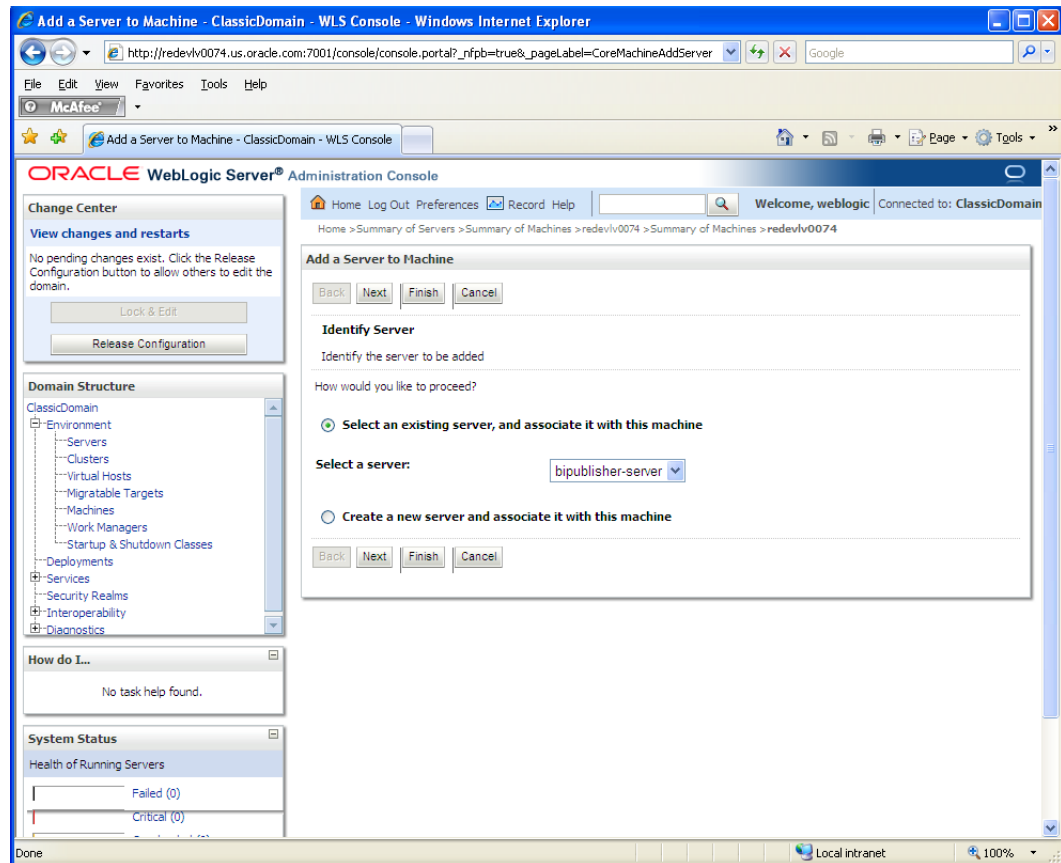 Add a Server to Machine - ClassicDomain - WLS Console - Windows Internet Explorer
http://redevlv0074.us.oracle.com:7001/console/console.portal?_nfpb=true&_pageLabel=CoreMachineAddServer
Google
File Edit View Favorites Tools Help
McAfee
Add a Server to Machine - ClassicDomain - WLS Console
Page Tools »
ORACLE WebLogic Server® Administration Console
Change Center
View changes and restarts
No pending changes exist. Click the Release
Configuration button to allow others to edit the
domain.
Lock & Edit
Release Configuration
Domain Structure
ClassicDomain
Environment
Servers
Clusters
Virtual Hosts
Migratable Targets
Machines
Work Managers
Startup & Shutdown Classes
Deployments
Services
Security Realms
Interoperability
Diagnostics
How do I...
No task help found.
System Status
Health of Running Servers
Failed (0)
Critical (0)
Home Log Out Preferences Record Help
Welcome, weblogic Connected to: ClassicDomain
Home >Summary of Servers >Summary of Machines >redevlv0074 >Summary of Machines >redevlv0074
Add a Server to Machine
Back Next Finish Cancel
Identify Server
Identify the server to be added
How would you like to proceed?
Select an existing server, and associate it with this machine
Select a server: bipublisher-server
Create a new server and associate it with this machine
Back Next Finish Cancel
Done Local intranet 100%